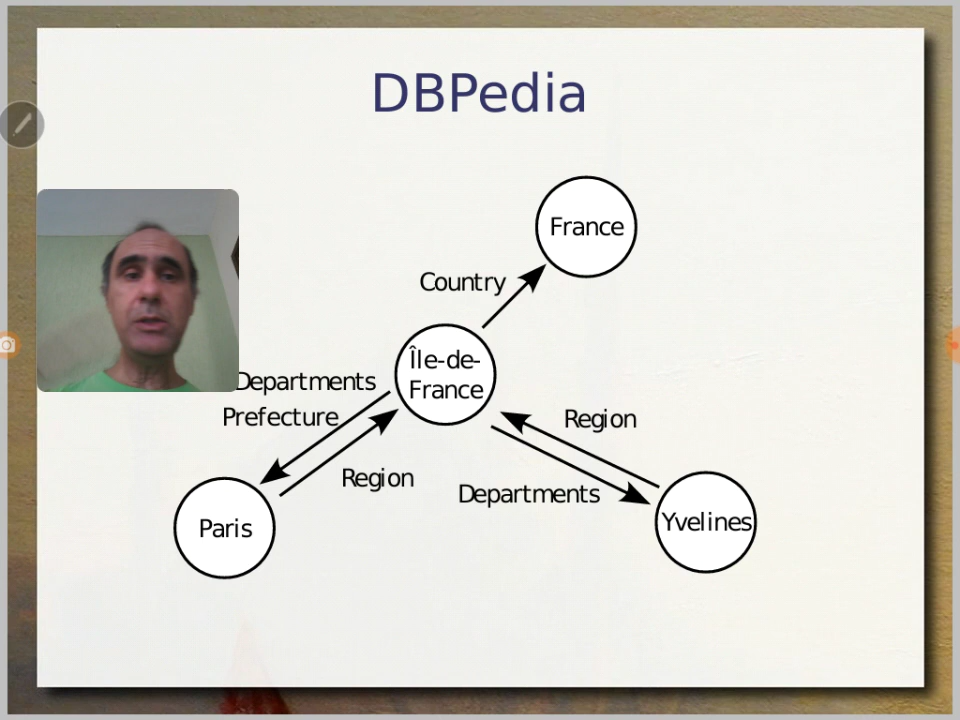 DBPedia
France
Country
Île-de-
France
Departments
Prefecture
Region
Region
Departments
Paris
Yvelines